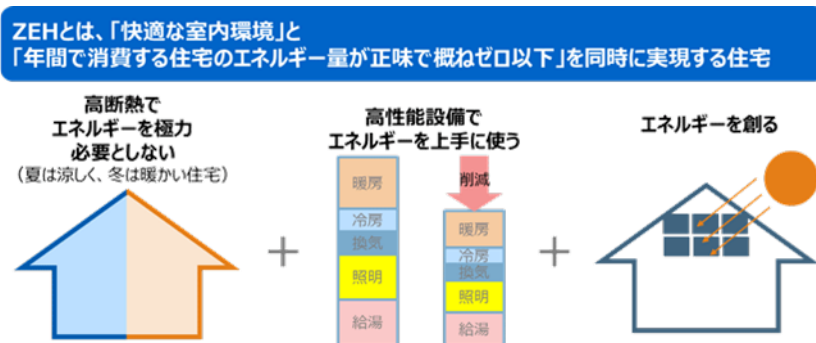 ZEHとは、「快適な室内環境」と
「年間で消費する住宅のエネルギー量が正味で概ねゼロ以下」を同時に実現する住宅
高断熱で
エネルギーを極力
必要としない
（夏は涼しく、冬は暖かい住宅）
高性能設備で
エネルギーを上手に使う
暖房
冷房
換気
照明
給湯
削減
暖房
冷房
換気
照明
給湯
エネルギーを創る